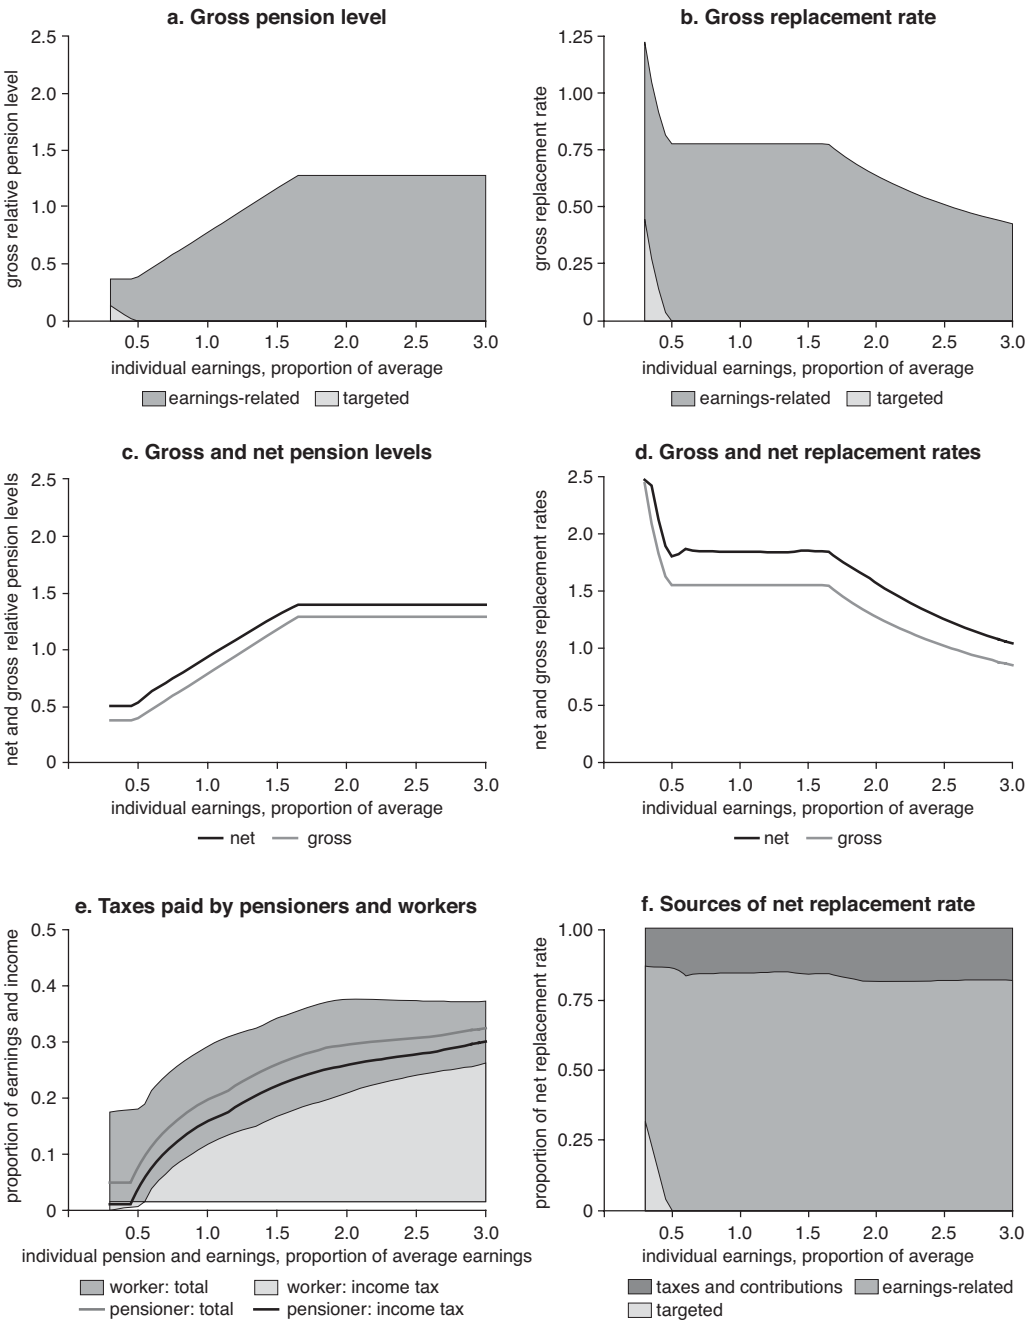 a. Gross pension level
gross relative pension level
2.5
2.0
1.5
1.0
0.5
0
0.5 1.0 1.5 2.0 2.5 3.0
individual earnings, proportion of average
earnings-related targeted
b. Gross replacement rate
gross replacement rate
1.25
1.00
0.75
0.50
0.25
0
0.5 1.0 1.5 2.0 2.5 3.0
individual earnings, proportion of average
earnings-related targeted
c. Gross and net pension levels
net and gross relative pension levels
2.5
2.0
1.5
1.0
0.5
0
0.5 1.0 1.5 2.0 2.5 3.0
individual earnings, proportion of average
net gross
d. Gross and net replacement rates
net and gross replacement rates
2.5
2.0
1.5
1.0
0.5
0
0.5 1.0 1.5 2.0 2.5 3.0
individual earnings, proportion of average
net gross
e. Taxes paid by pensioners and workers
proportion of earnings and income
0.5
0.4
0.3
0.2
0.1
0
0.5 1.0 1.5 2.0 2.5 3.0
individual pension and earnings, proportion of average earnings
worker: total worker: income tax
pensioner: total pensioner: income tax
f. Sources of net replacement rate
proportion of net replacement rate
1.00
0.75
0.50
0.25
0
0.5 1.0 1.5 2.0 2.5 3.0
individual earnings, proportion of average
taxes and contributions earnings-related
targeted